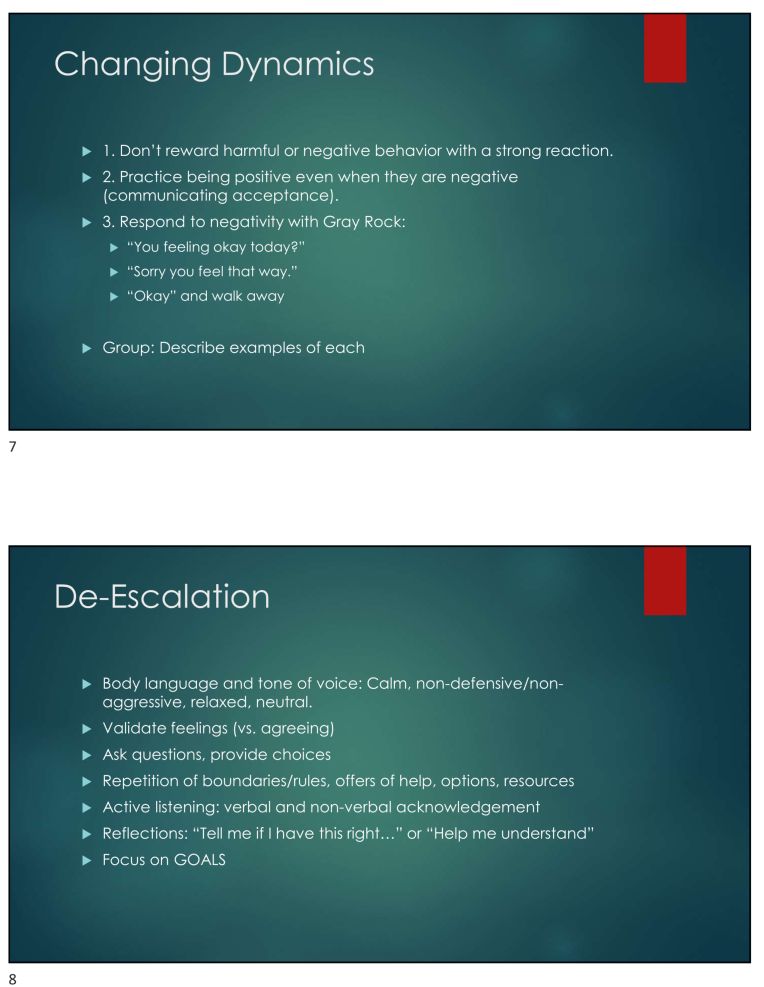 Changing Dynamics
1. Don't reward harmful or negative behavior with a strong reaction.
2. Practice being positive even when they are negative
(communicating acceptance).
3. Respond to negativity with Gray Rock:
“You feeling okay today?”
“Sorry you feel that way.”
“Okay” and walk away
Group: Describe examples of each
7
De-Escalation
Body language and tone of voice: Calm, non-defensive/non-
aggressive, relaxed, neutral.
Validate feelings (vs. agreeing)
Ask questions, provide choices
Repetition of boundaries/rules, offers of help, options, resources
Active listening: verbal and non-verbal acknowledgement
Reflections: “Tell me if I have this right…” or “Help me understand”
Focus on GOALS
8